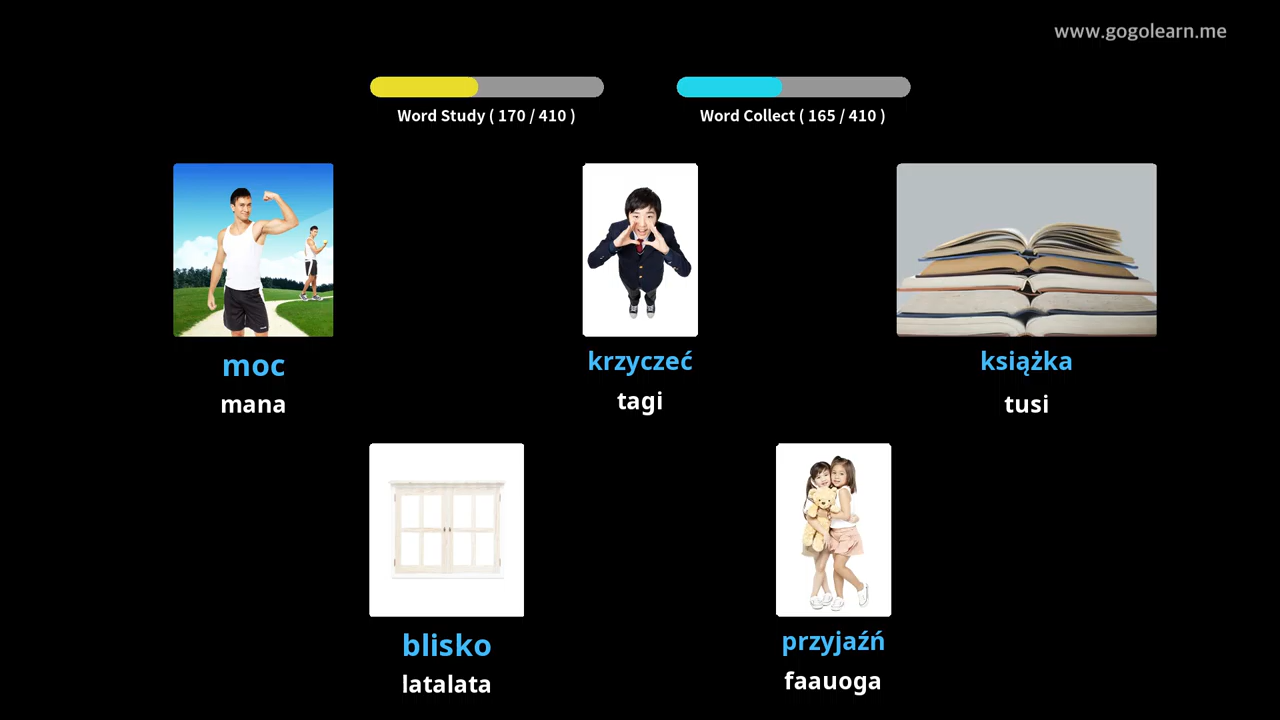 www.gogolearn.me
Word Study ( 170 / 410 )
Word Collect ( 165 / 410 )
moc
mana
krzyczeć
tagi
książka
tusi
blisko
latalata
przyjaźń
faauoga